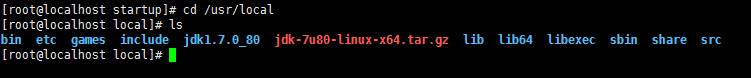 [root@localhost startup]# cd /usr/local
[root@localhost local]# ls
bin  etc  games  include  jdk1.7.0_80  jdk-7u80-linux-x64.tar.gz  lib  lib64  libexec  sbin  share  src
[root@localhost local]#